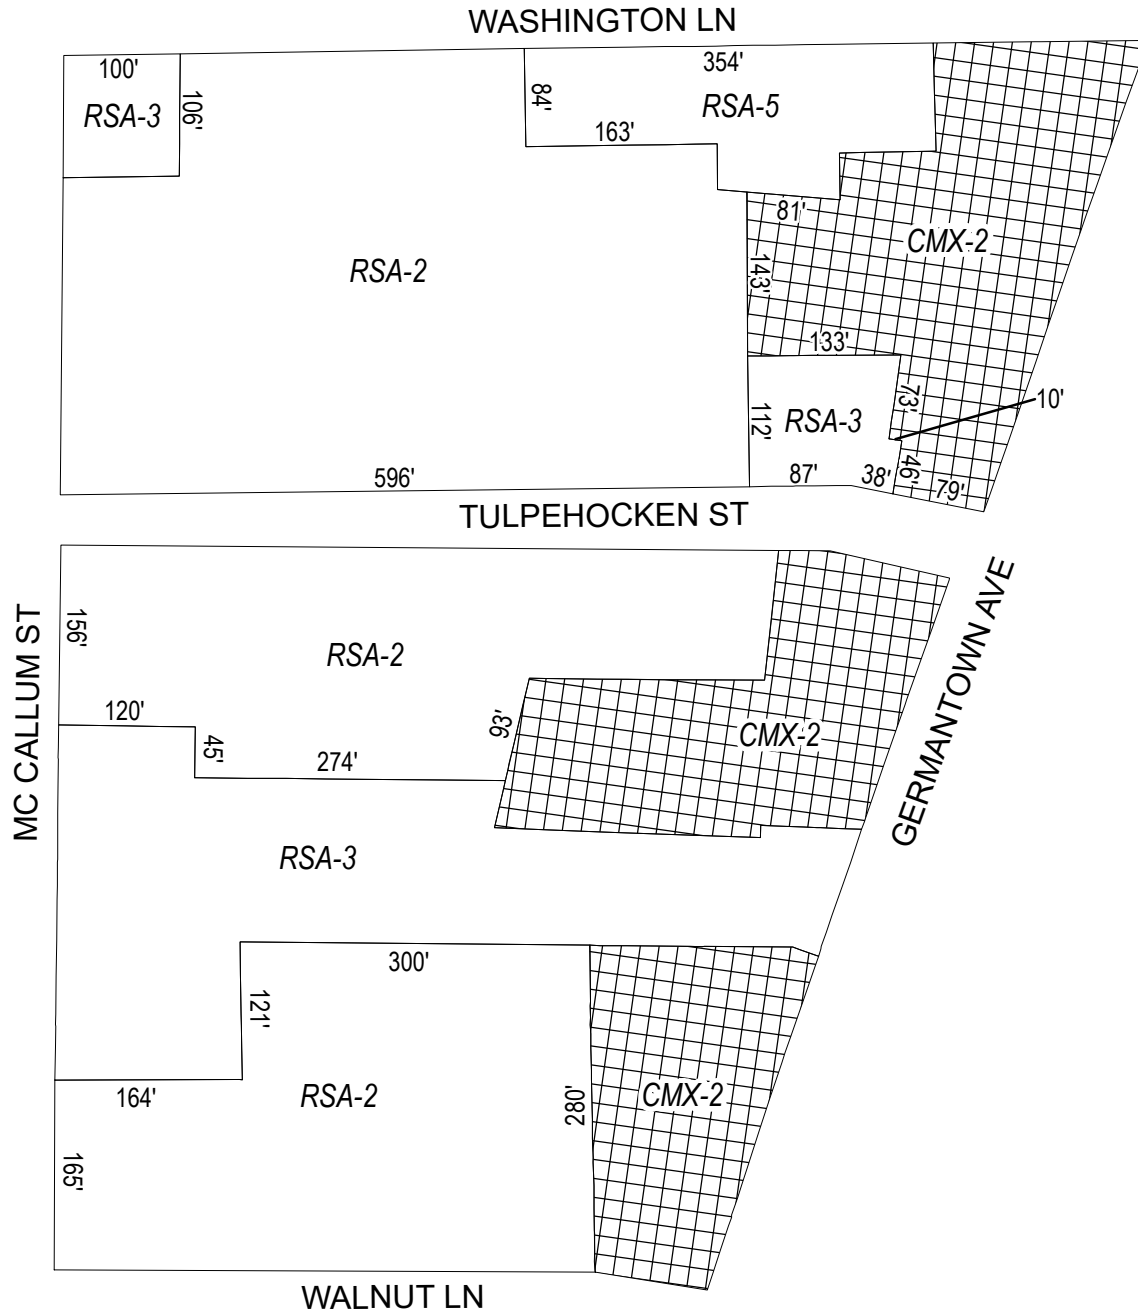 WASHINGTON LN
100'
354'
RSA-3
106'
84'
RSA-5
163'
81'
CMX-2
RSA-2
143'
133'
73'
10'
112'
RSA-3
596'
87'
38'
46'
79'
TULPEHOCKEN ST
MC CALLUM ST
GERMANTOWN AVE
156'
RSA-2
120'
45'
274'
93'
CMX-2
RSA-3
300'
121'
164'
RSA-2
280'
CMX-2
165'
WALNUT LN